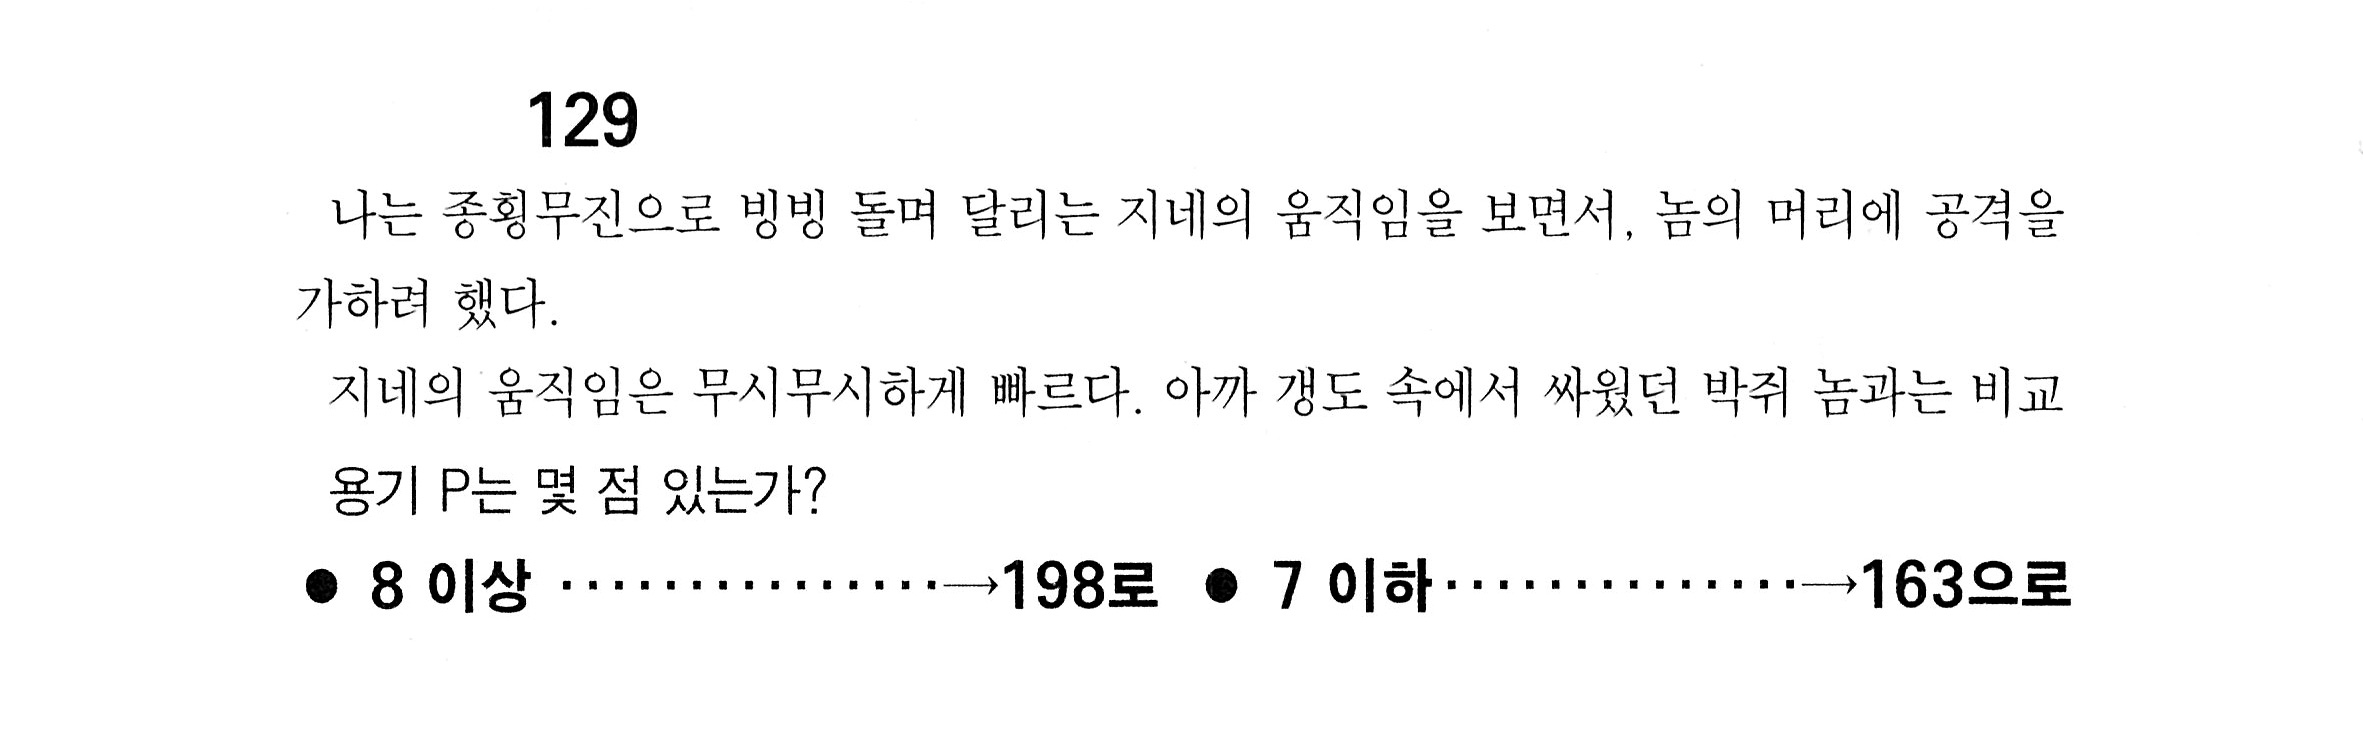 129
나는 종횡무진으로 빙빙 돌며 달리는 지네의 움직임을 보면서, 놈의 머리에 공격을
가하려 했다.
지네의 움직임은 무시무시하게 빠르다. 아까 갱도 속에서 싸웠던 박쥐 놈과는 비교
용기 P는 몇 점 있는가?
● 8 이상 ···············→198로 ● 7 이하··············→163으로